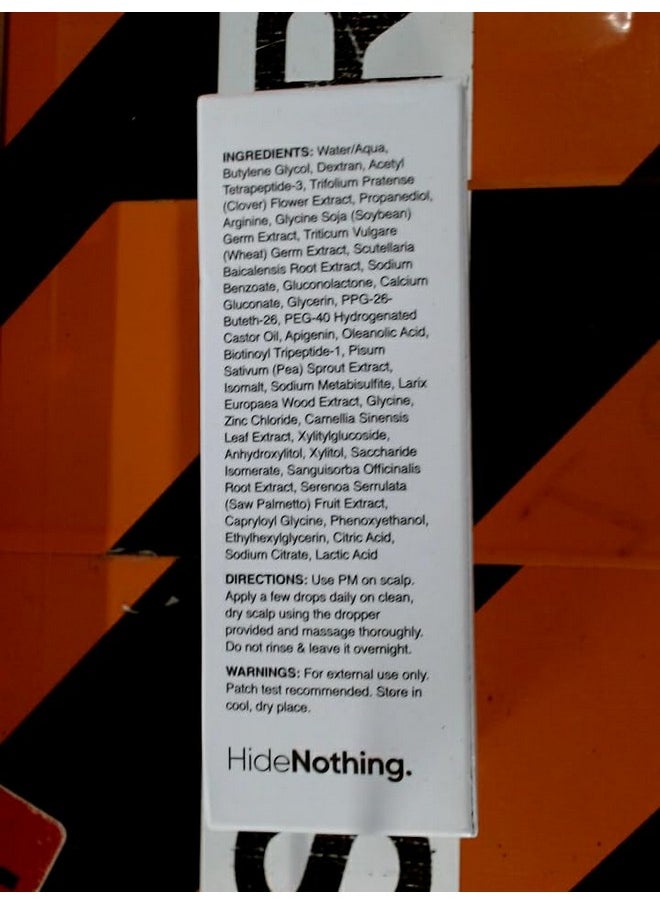 INGREDIENTS: Water/Aqua,
Butylene Glycol, Dextran, Acetyl
Tetrapeptide-3, Trifolium Pratense
(Clover) Flower Extract, Propanediol,
Arginine, Glycine Soja (Soybean)
Germ Extract, Triticum Vulgare
(Wheat) Germ Extract, Scutellaria
Baicalensis Root Extract, Sodium
Benzoate, Gluconolactone, Calcium
Gluconate, Glycerin, PPG-26-
Buteth-26, PEG-40 Hydrogenated
Castor Oil, Apigenin, Oleanolic Acid,
Biotinoyl Tripeptide-1, Pisum
Sativum (Pea) Sprout Extract,
Isomalt, Sodium Metabisulfite, Larix
Europaea Wood Extract, Glycine,
Zinc Chloride, Camellia Sinensis
Leaf Extract, Xylitylglucoside,
Anhydroxylitol, Xylitol, Saccharide
Isomerate, Sanguisorba Officinalis
Root Extract, Serenoa Serrulata
(Saw Palmetto) Fruit Extract,
Capryloyl Glycine, Phenoxyethanol,
Ethylhexylglycerin, Citric Acid,
Sodium Citrate, Lactic Acid
DIRECTIONS: Use PM on scalp.
Apply a few drops daily on clean,
dry scalp using the dropper
provided and massage thoroughly.
Do not rinse & leave it overnight.
WARNINGS: For external use only.
Patch test recommended. Store in
cool, dry place.
HideNothing.